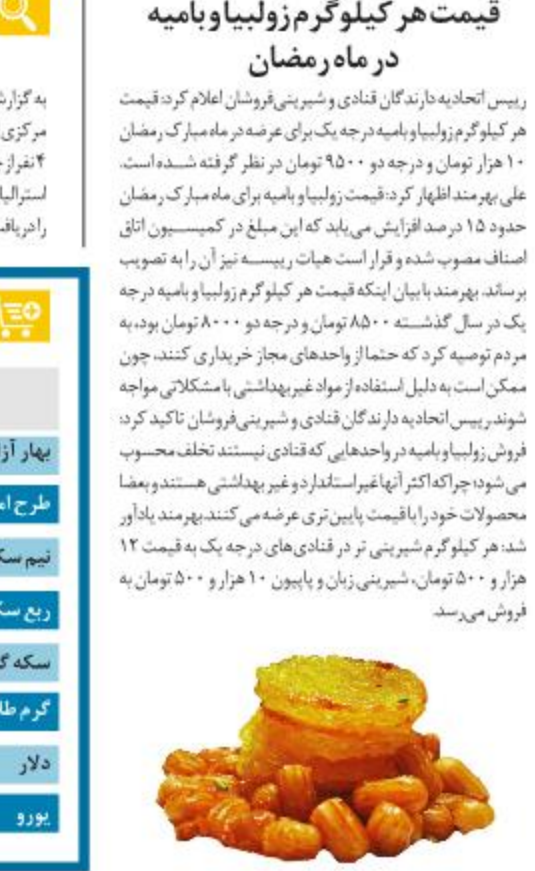 قیمت هر کیلوگرم زولبیا و بامیه
در ماه رمضان
رییس اتحادیه دارندگان قنادی و شیرینی‌فروشان اعلام کرد: قیمت
هر کیلوگرم زولبیا و بامیه درجه یک برای عرضه در ماه مبارک رمضان
۱۰ هزار تومان و درجه دو ۹۵۰۰ تومان در نظر گرفته شده است.
علی بهرمند اظهار کرد: قیمت زولبیا و بامیه برای ماه مبارک رمضان
حدود ۱۵ درصد افزایش می‌یابد که این مبلغ در کمیسیون اتاق
اصناف مصوب شده و قرار است هیات رییسه نیز آن را به تصویب
برساند. بهرمند با بیان اینکه قیمت هر کیلوگرم زولبیا و بامیه درجه
یک در سال گذشته ۸۵۰۰ تومان و درجه دو ۸۰۰۰ تومان بود، به
مردم توصیه کرد که حتما از واحدهای مجاز خریداری کنند، چون
ممکن است به دلیل استفاده از مواد غیربهداشتی با مشکلاتی مواجه
شوند. رییس اتحادیه دارندگان قنادی و شیرینی‌فروشان تاکید کرد:
فروش زولبیا و بامیه در واحدهایی که قنادی نیستند تخلف محسوب
می‌شود؛ چرا که اکثر آنها غیراستاندارد و غیر بهداشتی هستند و بعضا
محصولات خود را با قیمت پایین‌تری عرضه می‌کنند. بهرمند یادآور
شد: هر کیلوگرم شیرینی تر در قنادی‌های درجه یک به قیمت ۱۲
هزار و ۵۰۰ تومان، شیرینی زبان و پاپیون ۱۰ هزار و ۵۰۰ تومان به
فروش می‌رسد.
به گزارش
مرکزی
۴ نفر از
استرالیا
را دریافت
بهار آزا
طرح اما
نیم سک
ربع سک
سکه گ
گرم طلا
دلار
یورو